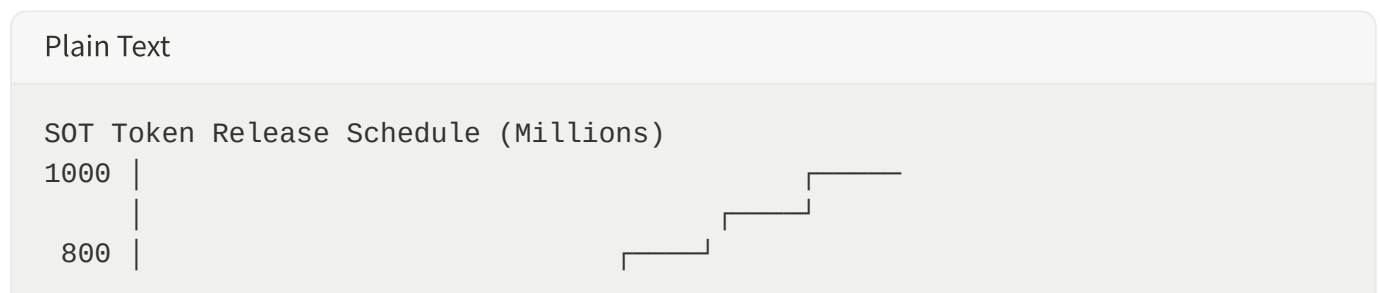 Plain Text
SOT Token Release Schedule (Millions)
1000 │                                        ┌─────
     │                                   ┌────┘
 800 │                             ┌────┘